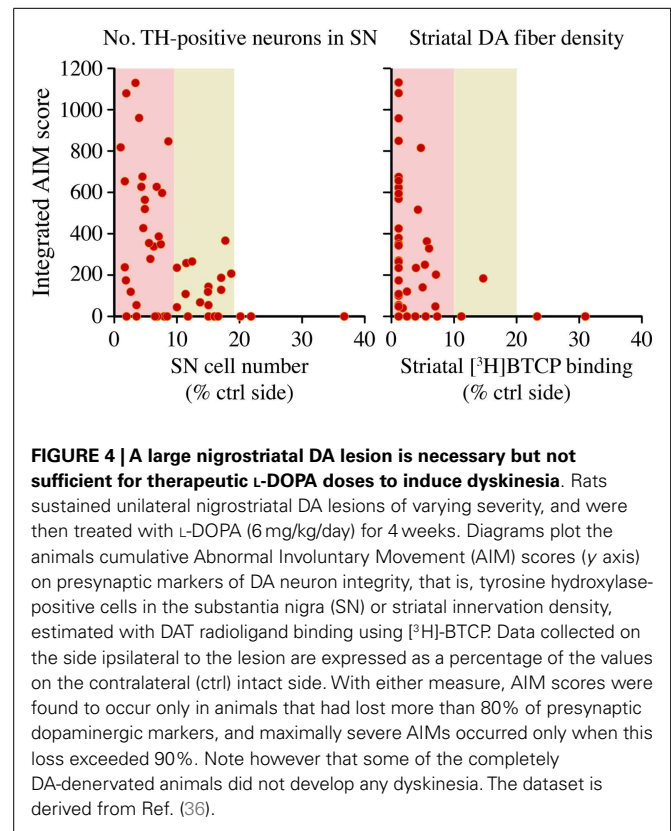 No. TH-positive neurons in SN
Striatal DA fiber density
1200
1000
800
600
400
200
0
Integrated AIM score
0 10 20 30 40
SN cell number
(% ctrl side)
0 10 20 30 40
Striatal [³H]BTCP binding
(% ctrl side)
FIGURE 4 | A large nigrostriatal DA lesion is necessary but not
sufficient for therapeutic L-DOPA doses to induce dyskinesia. Rats
sustained unilateral nigrostriatal DA lesions of varying severity, and were
then treated with L-DOPA (6 mg/kg/day) for 4 weeks. Diagrams plot the
animals cumulative Abnormal Involuntary Movement (AIM) scores (y axis)
on presynaptic markers of DA neuron integrity, that is, tyrosine hydroxylase-
positive cells in the substantia nigra (SN) or striatal innervation density,
estimated with DAT radioligand binding using [³H]-BTCP. Data collected on
the side ipsilateral to the lesion are expressed as a percentage of the values
on the contralateral (ctrl) intact side. With either measure, AIM scores were
found to occur only in animals that had lost more than 80% of presynaptic
dopaminergic markers, and maximally severe AIMs occurred only when this
loss exceeded 90%. Note however that some of the completely
DA-denervated animals did not develop any dyskinesia. The dataset is
derived from Ref. (36).